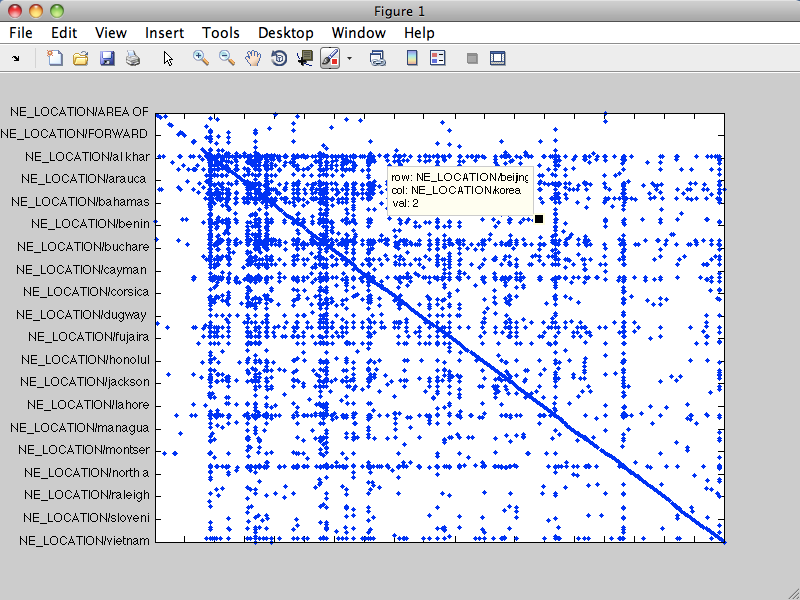 Figure 1
File Edit View Insert Tools Desktop Window Help
NE_LOCATION/AREA OF
NE_LOCATION/FORWARD
NE_LOCATION/al khar
NE_LOCATION/arauca
NE_LOCATION/bahamas
NE_LOCATION/benin
NE_LOCATION/buchare
NE_LOCATION/cayman
NE_LOCATION/corsica
NE_LOCATION/dugway
NE_LOCATION/fujaira
NE_LOCATION/honolul
NE_LOCATION/jackson
NE_LOCATION/lahore
NE_LOCATION/managua
NE_LOCATION/montser
NE_LOCATION/north a
NE_LOCATION/raleigh
NE_LOCATION/sloveni
NE_LOCATION/vietnam
row: NE_LOCATION/beijing
col: NE_LOCATION/korea
val: 2